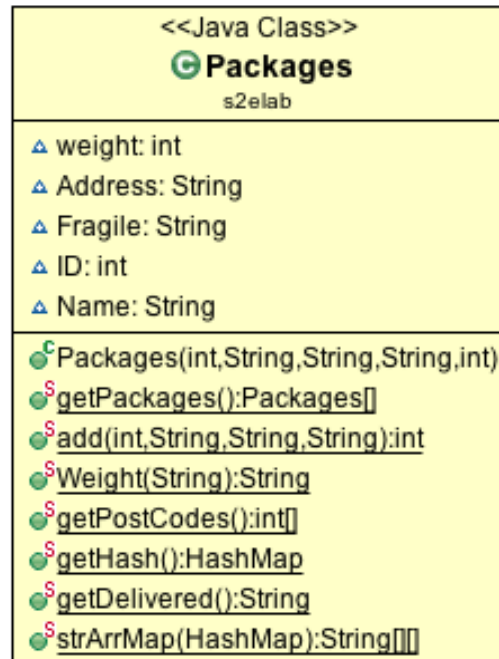 <<Java Class>>
C Packages
s2elab
weight: int
Address: String
Fragile: String
ID: int
Name: String
C Packages(int,String,String,String,int)
S getPackages():Packages[]
S add(int,String,String,String):int
S Weight(String):String
S getPostCodes():int[]
S getHash():HashMap
S getDelivered():String
S strArrMap(HashMap):String[][]